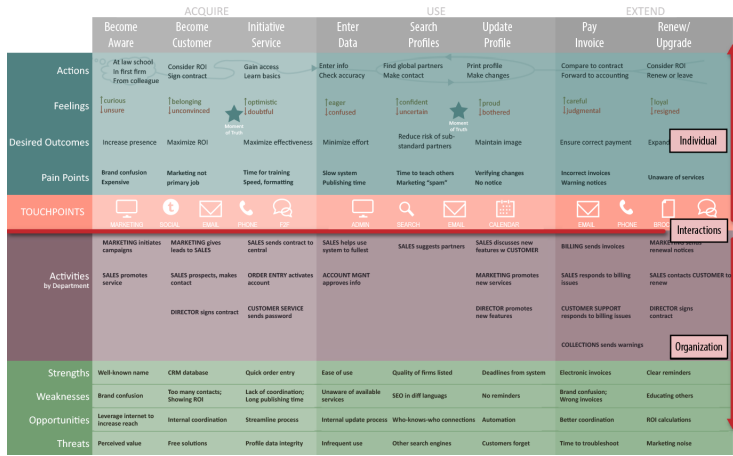 ACQUIRE USE EXTEND
Become Aware
Become Customer
Initiative Service
Enter Data
Search Profiles
Update Profile
Pay Invoice
Renew/ Upgrade
Actions
At law school
in first firm
From colleague
Consider ROI
Sign contract
Gain access
Learn basics
Enter info
Check accuracy
Find global partners
Make contact
Print profile
Make changes
Compare to contract
Forward to accounting
Consider ROI
Renew or leave
Feelings
curious
unsure
belonging
unconvinced
Moment
of Truth
optimistic
doubtful
eager
confused
confident
uncertain
Moment
of Truth
proud
bothered
careful
judgmental
loyal
resigned
Desired Outcomes
Increase presence
Maximize ROI
Maximize effectiveness
Minimize effort
Reduce risk of sub-
standard partners
Maintain image
Ensure correct payment
Individual
Pain Points
Brand confusion
Expensive
Marketing not
primary job
Time for training
Speed, formatting
Slow system
Publishing time
Time to teach others
Marketing "spam"
Verifying changes
No notice
Incorrect invoices
Warning notices
Unaware of services
TOUCHPOINTS
MARKETING
SOCIAL
EMAIL
PHONE
F2F
ADMIN
SEARCH
EMAIL
CALENDAR
EMAIL
PHONE
Interactions
Activities
by Department
MARKETING initiates
campaigns
MARKETING gives
leads to SALES
SALES sends contract to
central
SALES helps use
system to fullest
SALES suggests partners
SALES discusses new
features w CUSTOMER
BILLING sends invoices
renewal notices
SALES promotes
service
SALES prospects, makes
contact
ORDER ENTRY activates
account
ACCOUNT MGNT
approves info
MARKETING promotes
new services
SALES responds to billing
issues
SALES contacts CUSTOMER to
renew
DIRECTOR signs contract
CUSTOMER SERVICE
sends password
DIRECTOR promotes
new features
CUSTOMER SUPPORT
responds to billing issues
DIRECTOR signs
contract
COLLECTIONS sends warnings
Organization
Strengths
Well-known name
CRM database
Quick order entry
Ease of use
Quality of firms listed
Deadlines from system
Electronic invoices
Clear reminders
Weaknesses
Brand confusion
Too many contacts;
Showing ROI
Lack of coordination;
Long publishing time
Unaware of available
services
SEO in diff languags
No reminders
Brand confusion;
Wrong invoices
Educating others
Opportunities
Leverage internet to
increase reach
Internal coordination
Streamline process
Internal update process
Who-knows-who connections
Automation
Better coordination
ROI calculations
Threats
Perceived value
Free solutions
Profile data integrity
Infrequent use
Other search engines
Customers forget
Time to troubleshoot
Marketing noise